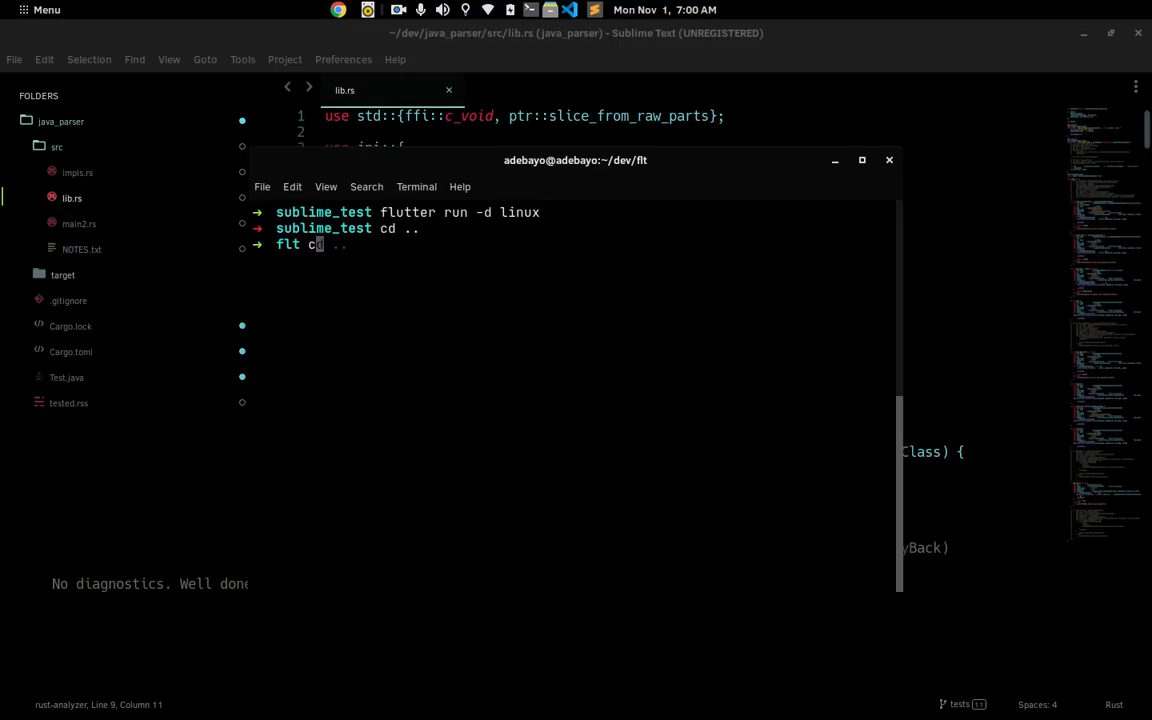 Menu
Mon Nov 1, 7:00 AM
~/dev/java_parser/src/lib.rs (java_parser) - Sublime Text (UNREGISTERED)
File Edit Selection Find View Goto Tools Project Preferences Help
FOLDERS
java_parser
src
impls.rs
lib.rs
main2.rs
NOTES.txt
target
.gitignore
Cargo.lock
Cargo.toml
Test.java
tested.rss
lib.rs
1 use std::{ffi::c_void, ptr::slice_from_raw_parts};
2
adebayo@adebayo:~/dev/flt
File Edit View Search Terminal Help
➜ sublime_test flutter run -d linux
➜ sublime_test cd ..
➜ flt cd ..
Class) {
yBack)
No diagnostics. Well done
rust-analyzer, Line 9, Column 11
tests 11
Spaces: 4
Rust